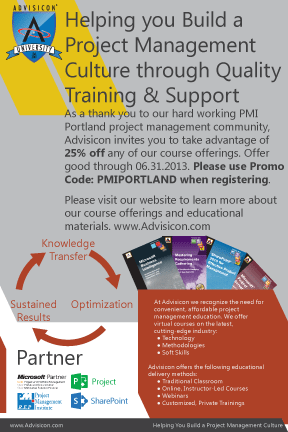 ADVISICON
UNIVERSITY
Helping you Build a
Project Management
Culture through Quality
Training & Support
As a thank you to our hard working PMI
Portland project management community,
Advisicon invites you to take advantage of
25% off any of our course offerings. Offer
good through 06.31.2013. Please use Promo
Code: PMIPORTLAND when registering.
Please visit our website to learn more about
our course offerings and educational
materials. www.Advisicon.com
Knowledge
Transfer
Sustained
Results
Optimization
Mastering
Requirements
Gathering
At Advisicon we recognize the need for
convenient, affordable project
management education. We offer
virtual courses on the latest,
cutting-edge industry:
• Technology
• Methodologies
• Soft Skills
Advisicon offers the following educational
delivery methods:
• Traditional Classroom
• Online, Instructor-Led Courses
• Webinars
• Customized, Private Trainings
Partner
Microsoft Partner
Project
Project
Management
Institute
R.E.P.
SharePoint
www.Advisicon.com
Helping You Build a Project Management Culture